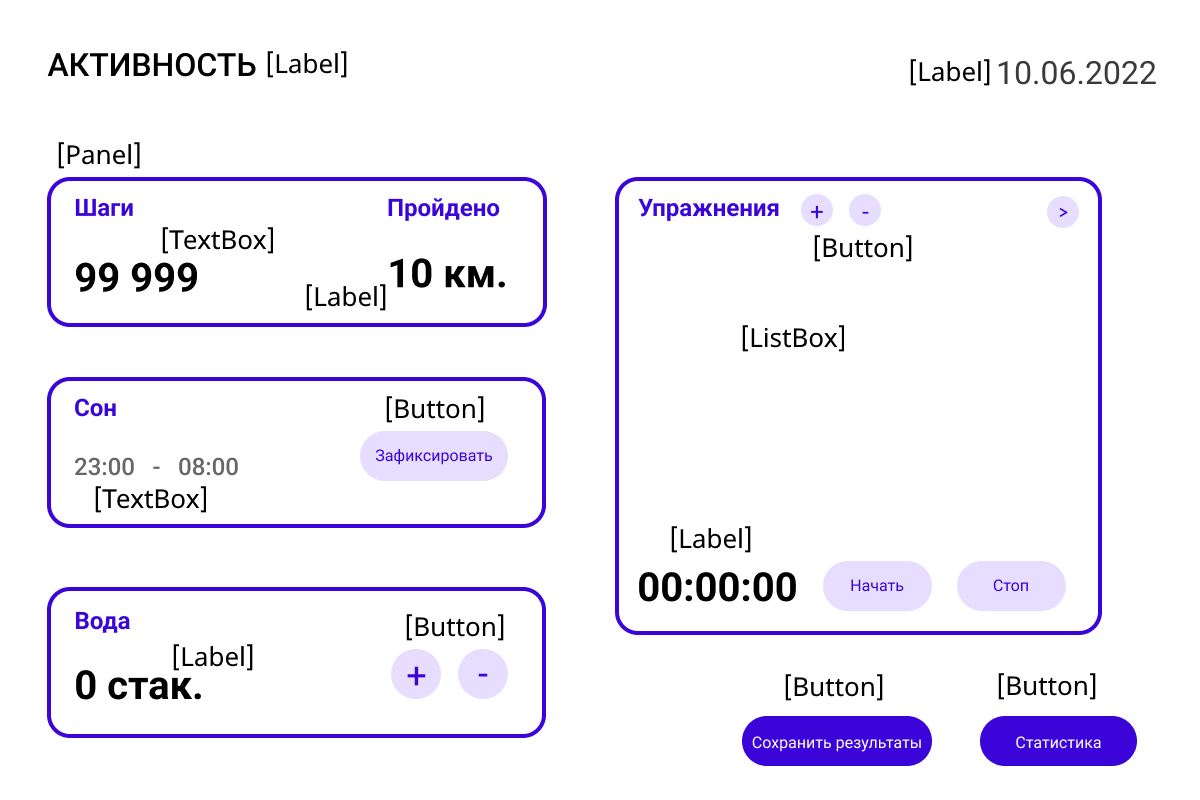 АКТИВНОСТЬ [Label]
[Label] 10.06.2022
[Panel]
Шаги
Пройдено
[TextBox]
99 999
[Label]
10 км.
Сон
[Button]
Зафиксировать
23:00 - 08:00
[TextBox]
Вода
[Button]
[Label]
0 стак.
+ -
Упражнения + - >
[Button]
[ListBox]
[Label]
00:00:00
Начать
Стоп
[Button]
[Button]
Сохранить результаты
Статистика